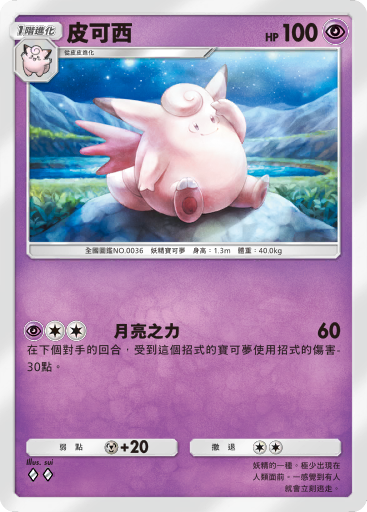 1階進化
皮可西
HP 100
從皮皮進化
全國圖鑑NO.0036 妖精寶可夢 身高：1.3m 體重：40.0kg
月亮之力 60
在下個對手的回合，受到這個招式的寶可夢使用招式的傷害-
30點。
弱點 +20 撤退
Illus. sui
妖精的一種。極少出現在
人類面前。一感覺到有人
就會立刻逃走。